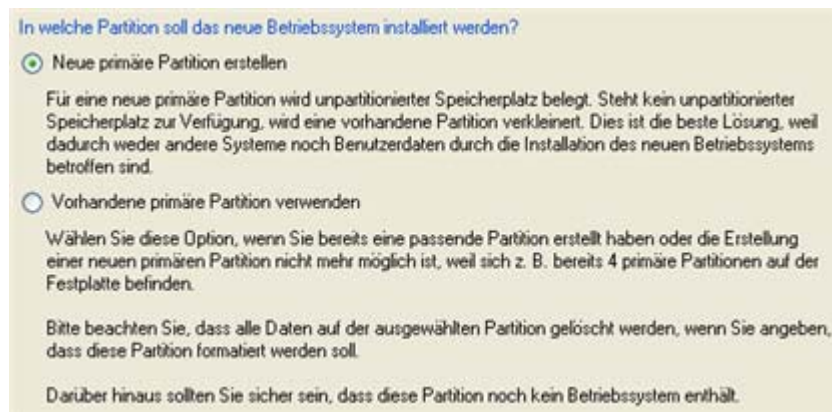 In welche Partition soll das neue Betriebssystem installiert werden?
Neue primäre Partition erstellen
Für eine neue primäre Partition wird unpartitionierter Speicherplatz belegt. Steht kein unpartitionierter
Speicherplatz zur Verfügung, wird eine vorhandene Partition verkleinert. Dies ist die beste Lösung, weil
dadurch weder andere Systeme noch Benutzerdaten durch die Installation des neuen Betriebssystems
betroffen sind.
Vorhandene primäre Partition verwenden
Wählen Sie diese Option, wenn Sie bereits eine passende Partition erstellt haben oder die Erstellung
einer neuen primären Partition nicht mehr möglich ist, weil sich z. B. bereits 4 primäre Partitionen auf der
Festplatte befinden.
Bitte beachten Sie, dass alle Daten auf der ausgewählten Partition gelöscht werden, wenn Sie angeben,
dass diese Partition formatiert werden soll.
Darüber hinaus sollten Sie sicher sein, dass diese Partition noch kein Betriebssystem enthält.